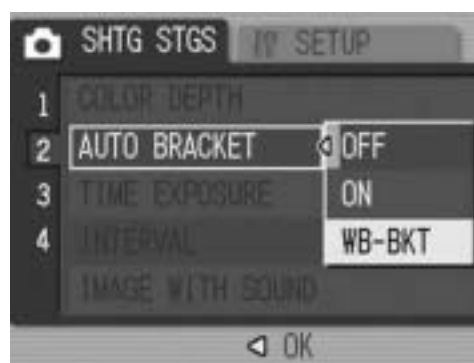 SHTG STGS SETUP
1 COLOR DEPTH
2 AUTO BRACKET OFF
3 TIME EXPOSURE ON
4 INTERVAL WB-BKT
IMAGE WITH SOUND
OK